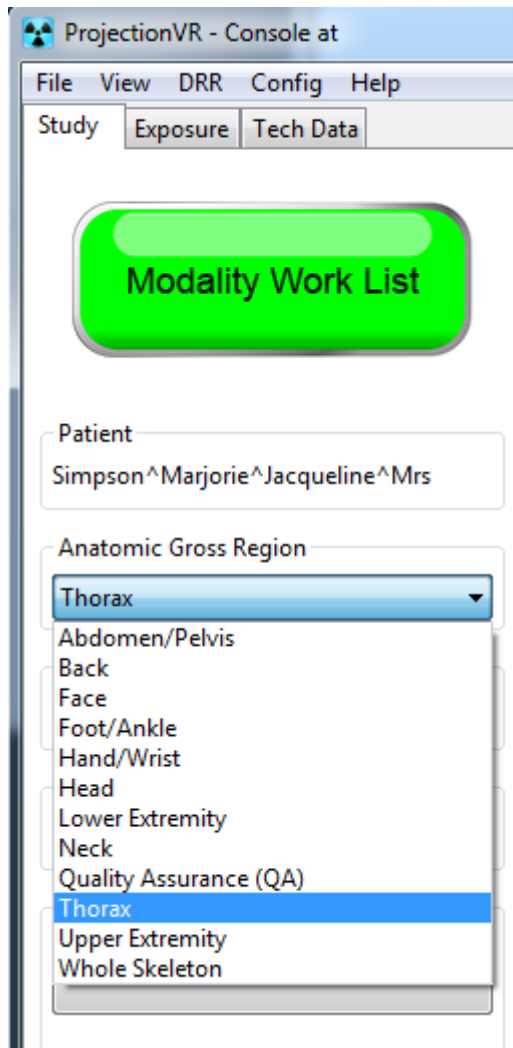 ProjectionVR - Console at
File View DRR Config Help
Study Exposure Tech Data
Modality Work List
Patient
Simpson^Marjorie^Jacqueline^Mrs
Anatomic Gross Region
Thorax
Abdomen/Pelvis
Back
Face
Foot/Ankle
Hand/Wrist
Head
Lower Extremity
Neck
Quality Assurance (QA)
Thorax
Upper Extremity
Whole Skeleton